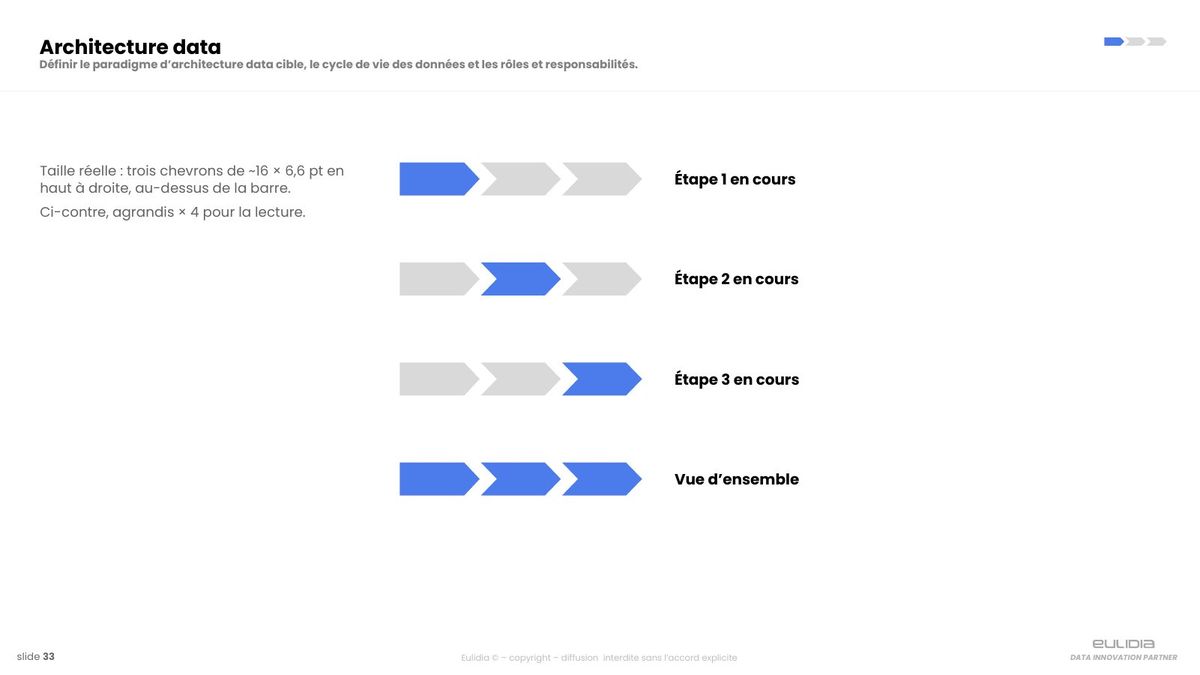 Architecture data
Définir le paradigme d’architecture data cible, le cycle de vie des données et les rôles et responsabilités.
Taille réelle : trois chevrons de ~16 × 6,6 pt en
haut à droite, au-dessus de la barre.
Ci-contre, agrandis × 4 pour la lecture.
Étape 1 en cours
Étape 2 en cours
Étape 3 en cours
Vue d’ensemble
slide 33
Eulidia © – copyright – diffusion  interdite sans l’accord explicite
EULIDIA
DATA INNOVATION PARTNER